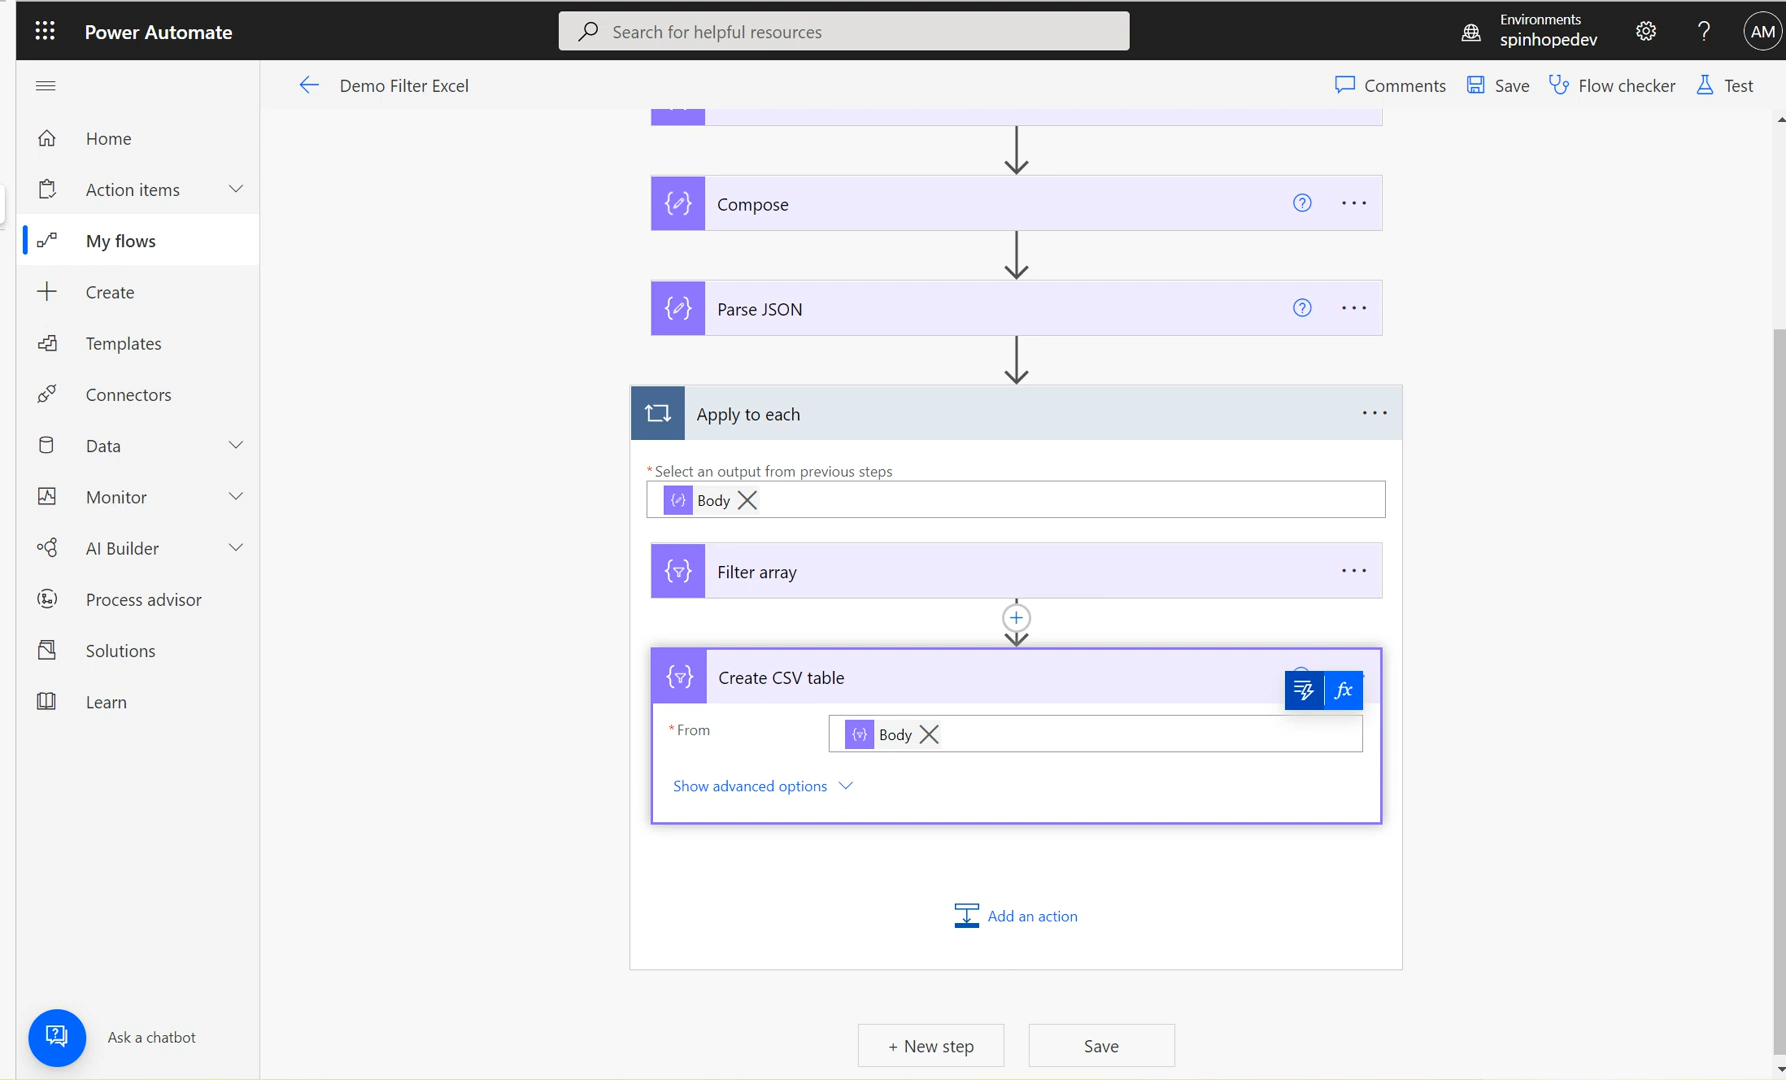 Power Automate
Search for helpful resources
Environments
spinhopedev
?
AM
Demo Filter Excel
Comments
Save
Flow checker
Test
Home
Action items
My flows
Create
Templates
Connectors
Data
Monitor
AI Builder
Process advisor
Solutions
Learn
Ask a chatbot
Compose
?
...
Parse JSON
?
...
Apply to each
...
* Select an output from previous steps
Body
Filter array
...
Create CSV table
fx
* From
Body
Show advanced options
Add an action
+ New step
Save